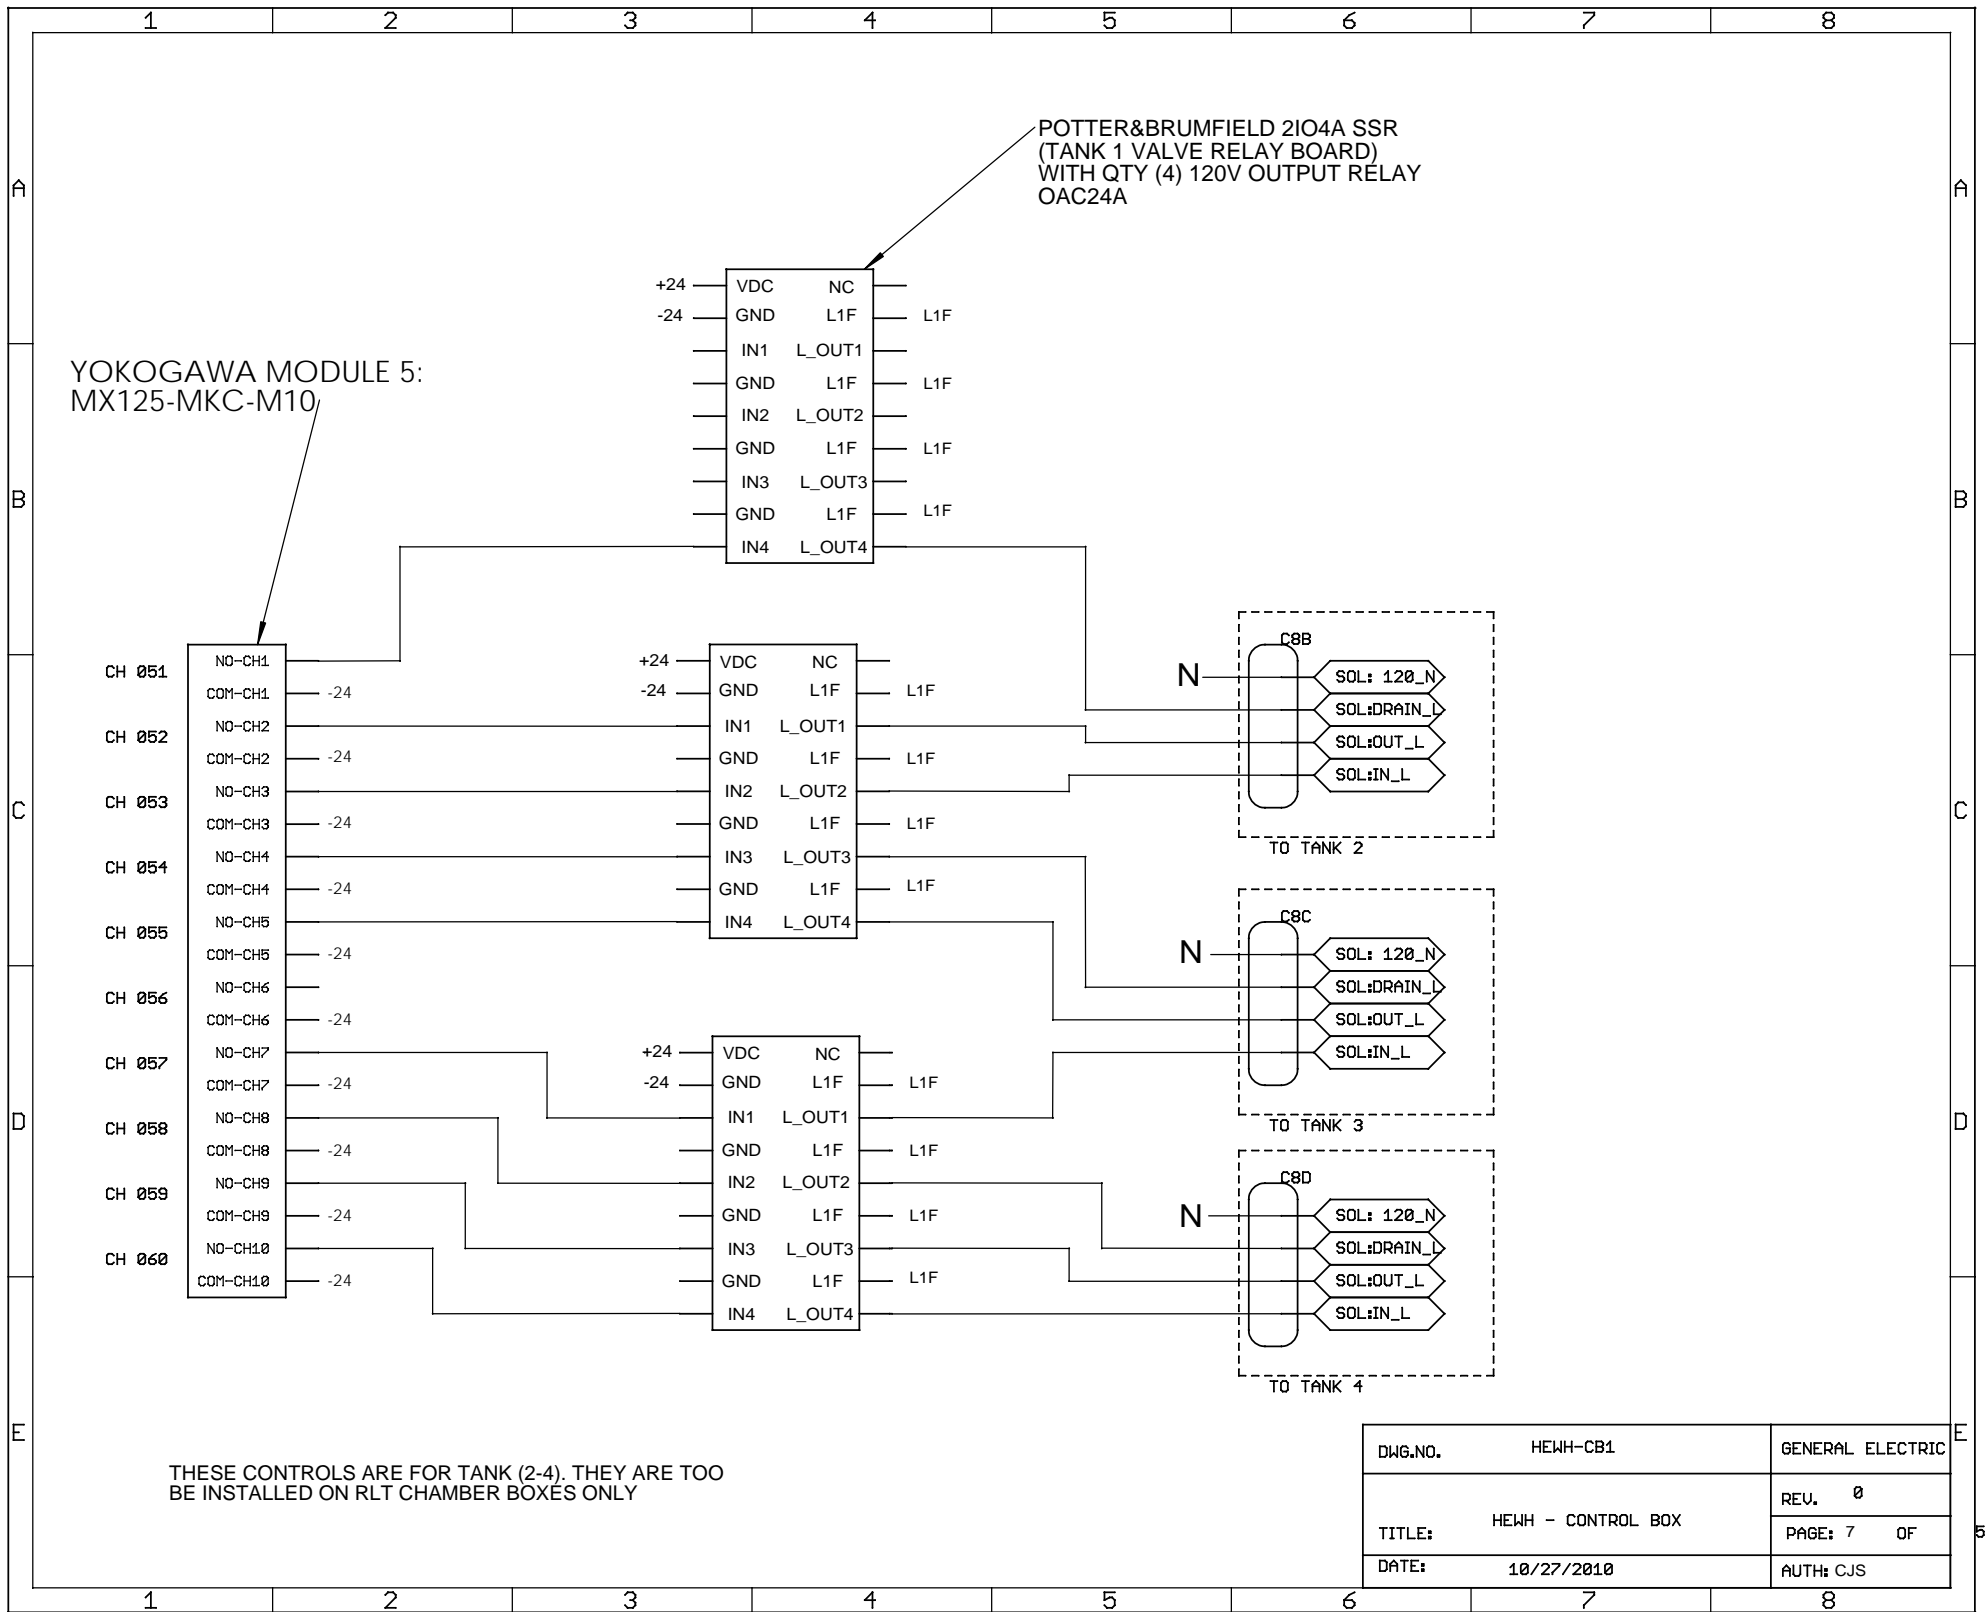 1 2 3 4 5 6 7 8
POTTER&BRUMFIELD 2IO4A SSR
(TANK 1 VALVE RELAY BOARD)
WITH QTY (4) 120V OUTPUT RELAY
OAC24A
A A
+24 VDC NC
-24 GND L1F L1F
IN1 L_OUT1
GND L1F L1F
IN2 L_OUT2
GND L1F L1F
IN3 L_OUT3
GND L1F L1F
IN4 L_OUT4
YOKOGAWA MODULE 5:
MX125-MKC-M10
B B
CH 051 NO-CH1
COM-CH1 -24
CH 052 NO-CH2
COM-CH2 -24
CH 053 NO-CH3
COM-CH3 -24
CH 054 NO-CH4
COM-CH4 -24
CH 055 NO-CH5
COM-CH5 -24
CH 056 NO-CH6
COM-CH6 -24
CH 057 NO-CH7
COM-CH7 -24
CH 058 NO-CH8
COM-CH8 -24
CH 059 NO-CH9
COM-CH9 -24
CH 060 NO-CH10
COM-CH10 -24
+24 VDC NC
-24 GND L1F L1F
IN1 L_OUT1
GND L1F L1F
IN2 L_OUT2
GND L1F L1F
IN3 L_OUT3
GND L1F L1F
IN4 L_OUT4
C8B
N SOL: 120_N
SOL:DRAIN_L
SOL:OUT_L
SOL:IN_L
TO TANK 2
C C
C8C
N SOL: 120_N
SOL:DRAIN_L
SOL:OUT_L
SOL:IN_L
TO TANK 3
+24 VDC NC
-24 GND L1F L1F
IN1 L_OUT1
GND L1F L1F
IN2 L_OUT2
GND L1F L1F
IN3 L_OUT3
GND L1F L1F
IN4 L_OUT4
D D
C8D
N SOL: 120_N
SOL:DRAIN_L
SOL:OUT_L
SOL:IN_L
TO TANK 4
E E
THESE CONTROLS ARE FOR TANK (2-4). THEY ARE TOO
BE INSTALLED ON RLT CHAMBER BOXES ONLY
DWG.NO. HEWH-CB1 GENERAL ELECTRIC
REV. 0
TITLE: HEWH - CONTROL BOX
PAGE: 7 OF 5
DATE: 10/27/2010 AUTH: CJS
1 2 3 4 5 6 7 8